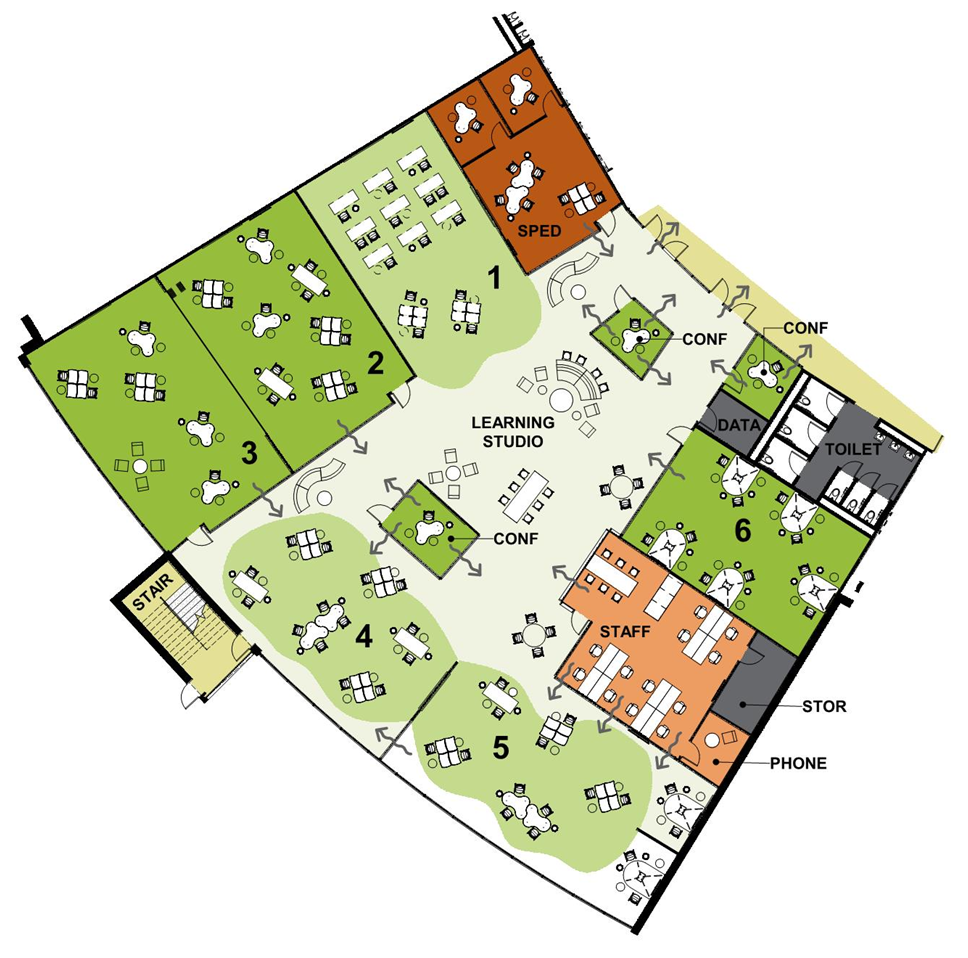 SPED
1
CONF
CONF
2
LEARNING
STUDIO
DATA
TOILET
3
6
CONF
STAIR
4
STAFF
STOR
5
PHONE